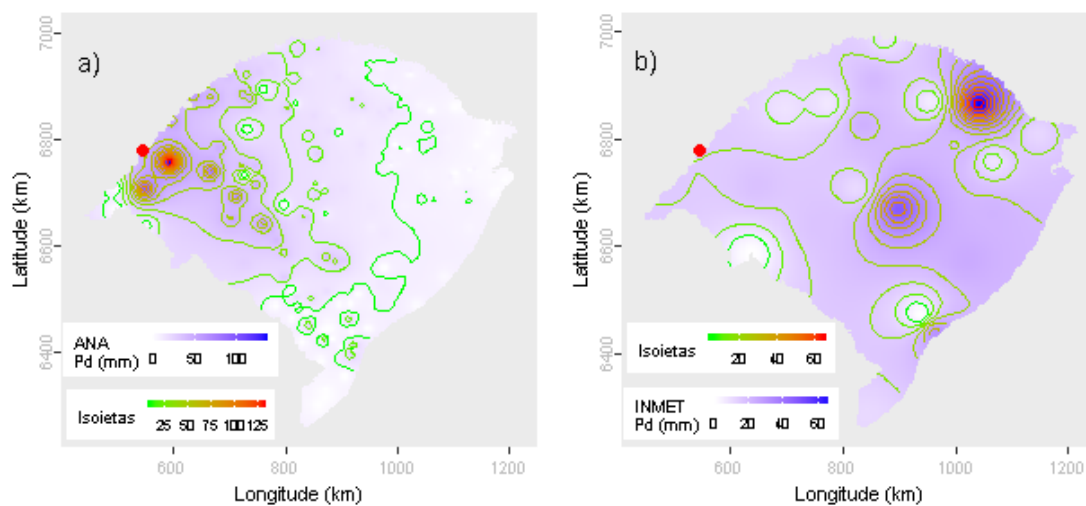 a)
7000
6800
6600
6400
Latitude (km)
ANA
Pd (mm) 0 50 100
Isoietas
25 50 75 100 125
600 800 1000 1200
Longitude (km)
b)
7000
6800
6600
6400
Latitude (km)
Isoietas
20 40 60
INMET
Pd (mm) 0 20 40 60
600 800 1000 1200
Longitude (km)